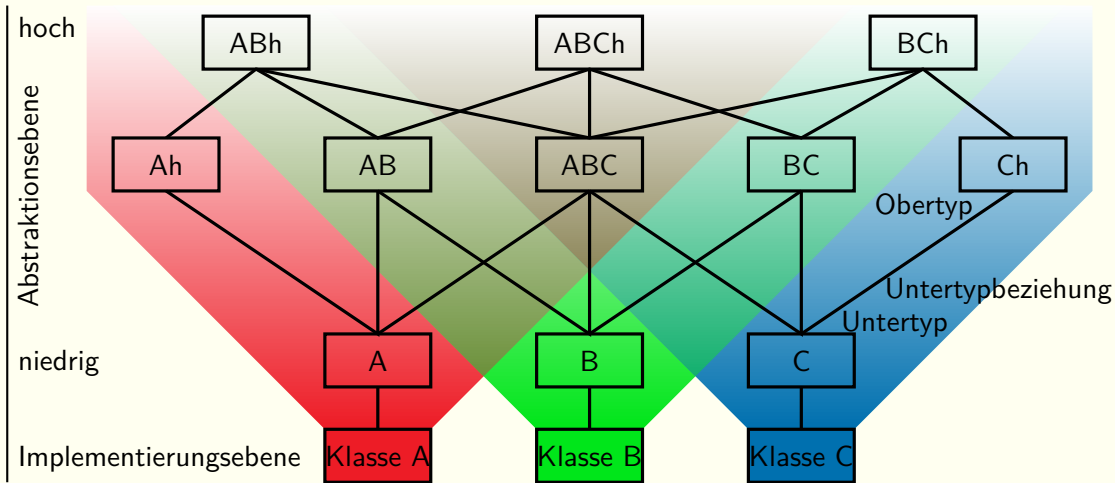 hoch
ABh
ABCh
BCh
Abstraktionsebene
Ah
AB
ABC
BC
Ch
Obertyp
Untertypbeziehung
Untertyp
niedrig
A
B
C
Implementierungsebene
Klasse A
Klasse B
Klasse C